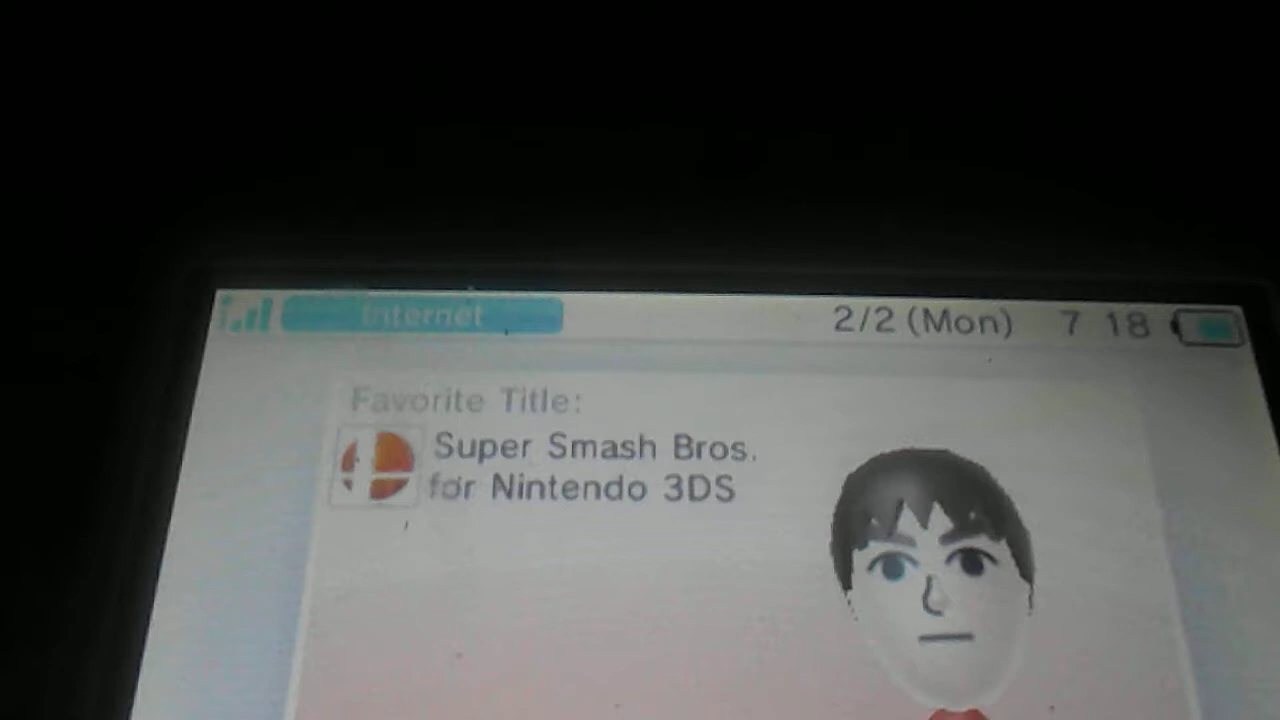 Internet
2/2 (Mon) 7 18
Favorite Title:
Super Smash Bros.
for Nintendo 3DS